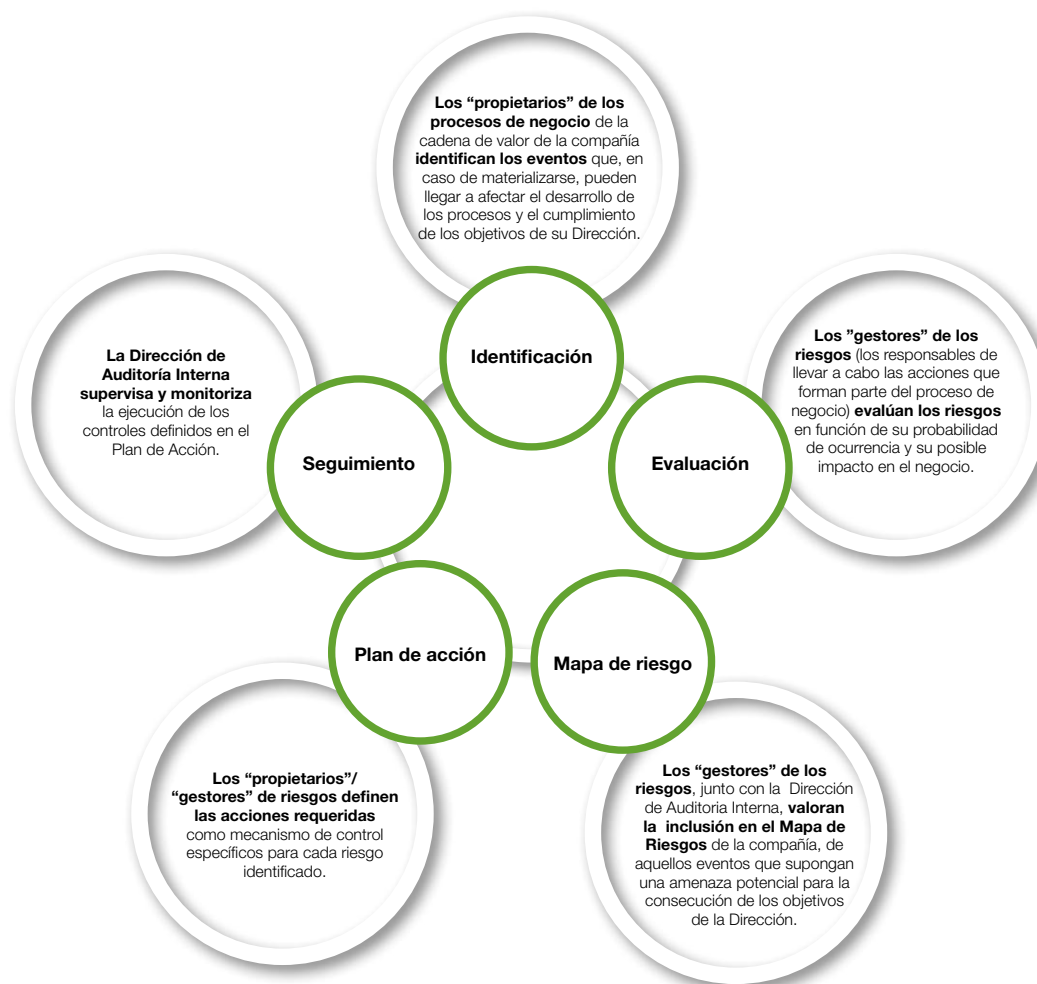 Los “propietarios” de los
procesos de negocio de la
cadena de valor de la compañía
identifican los eventos que, en
caso de materializarse, pueden
llegar a afectar el desarrollo de
los procesos y el cumplimiento
de los objetivos de su Dirección.
Identificación
Los ”gestores” de los
riesgos (los responsables de
llevar a cabo las acciones que
forman parte del proceso de
negocio) evalúan los riesgos
en función de su probabilidad
de ocurrencia y su posible
impacto en el negocio.
Evaluación
Los “gestores” de los
riesgos, junto con la Dirección
de Auditoria Interna, valoran
la inclusión en el Mapa de
Riesgos de la compañía, de
aquellos eventos que supongan
una amenaza potencial para la
consecución de los objetivos
de la Dirección.
Mapa de riesgo
Los “propietarios”/
“gestores” de riesgos definen
las acciones requeridas
como mecanismo de control
específicos para cada riesgo
identificado.
Plan de acción
La Dirección de
Auditoría Interna
supervisa y monitoriza
la ejecución de los
controles definidos en el
Plan de Acción.
Seguimiento